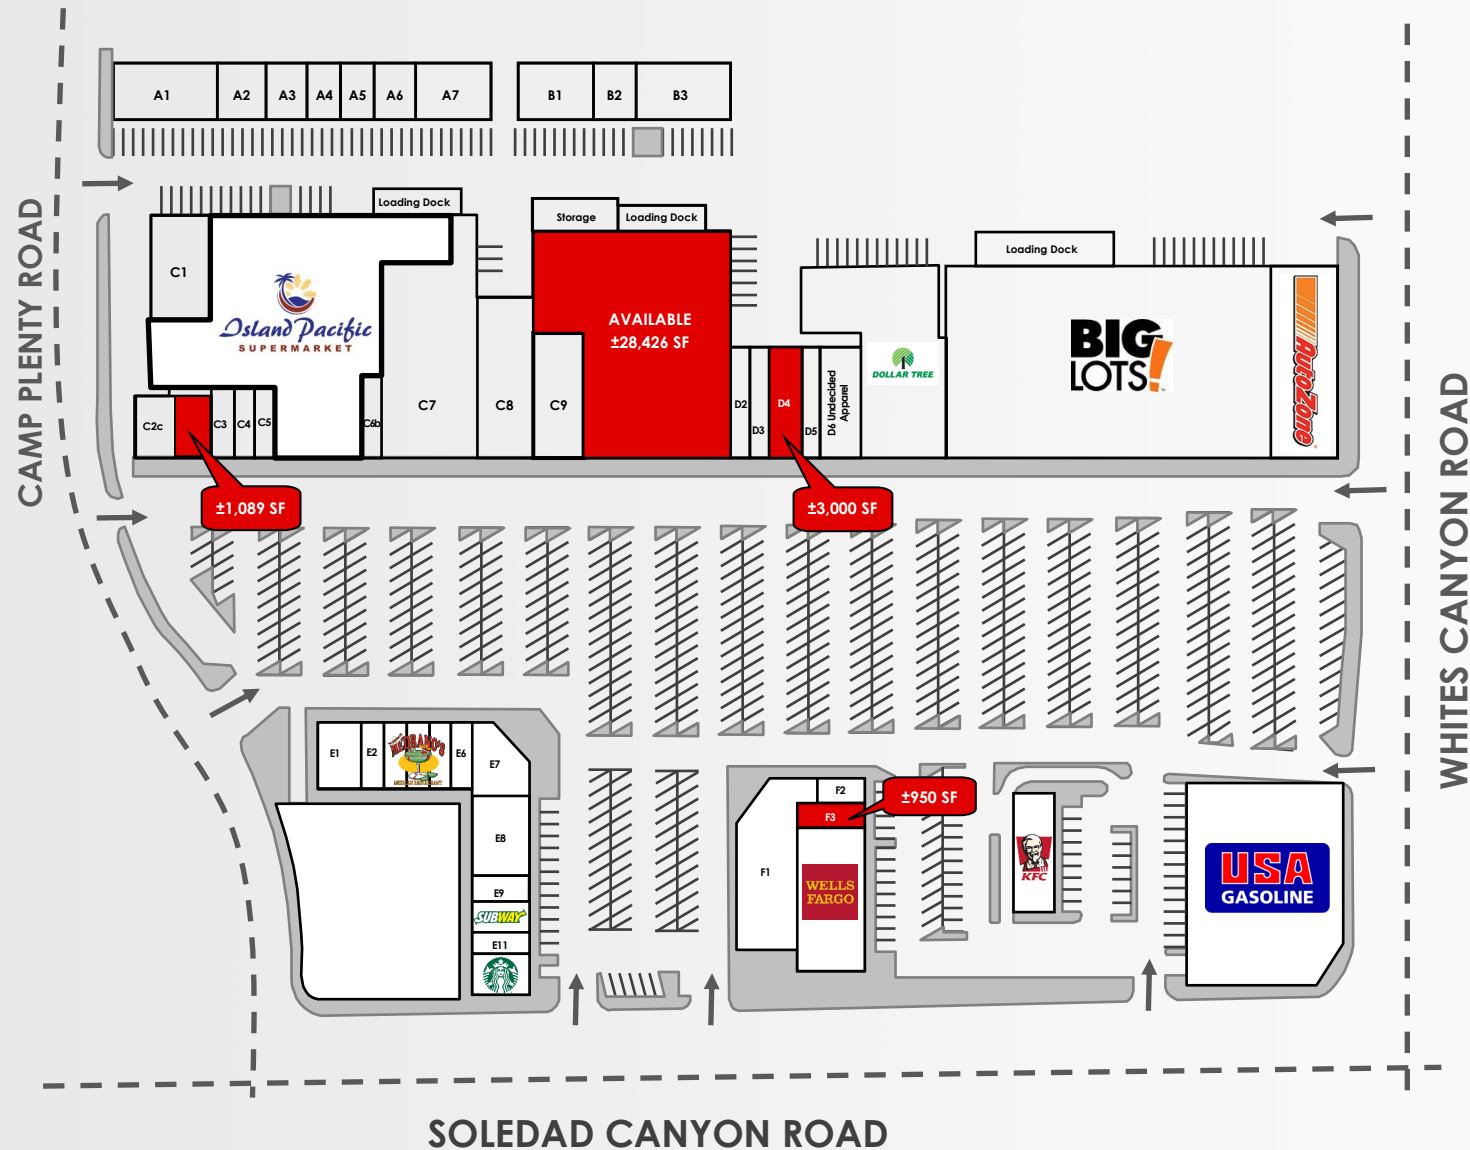 A1
A2
A3
A4
A5
A6
A7
B1
B2
B3
Loading Dock
Storage
Loading Dock
Loading Dock
C1
Island Pacific
SUPERMARKET
AVAILABLE
±28,426 SF
DOLLAR TREE
BIG
LOTS!
AutoZone
C2c
C3
C4
C5
C6b
C7
C8
C9
D2
D3
D4
D5
D6 Undecided
Apparel
±1,089 SF
±3,000 SF
CAMP PLENTY ROAD
WHITES CANYON ROAD
E1
E2
MEDRANO'S
MEXICAN RESTAURANT
E6
E7
E8
E9
SUBWAY
E11
F2
F3
±950 SF
F1
WELLS
FARGO
KFC
USA
GASOLINE
SOLEDAD CANYON ROAD